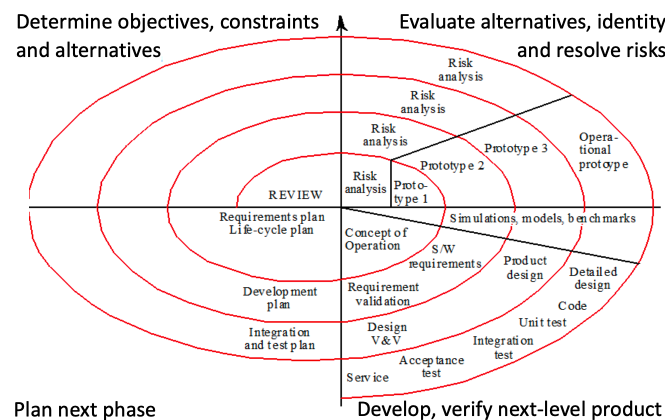 Determine objectives, constraints
and alternatives
Evaluate alternatives, identity
and resolve risks
Risk
analysis
Risk
analysis
Risk
analysis
Risk
analysis
REVIEW
Proto-
type 1
Prototype 2
Prototype 3
Opera-
tional
protoype
Requirements plan
Life-cycle plan
Concept of
Operation
Simulations, models, benchmarks
S/W
requirements
Product
design
Detailed
design
Development
plan
Requirement
validation
Code
Unit test
Integration
and test plan
Design
V&V
Integration
test
Acceptance
test
Service
Plan next phase
Develop, verify next-level product